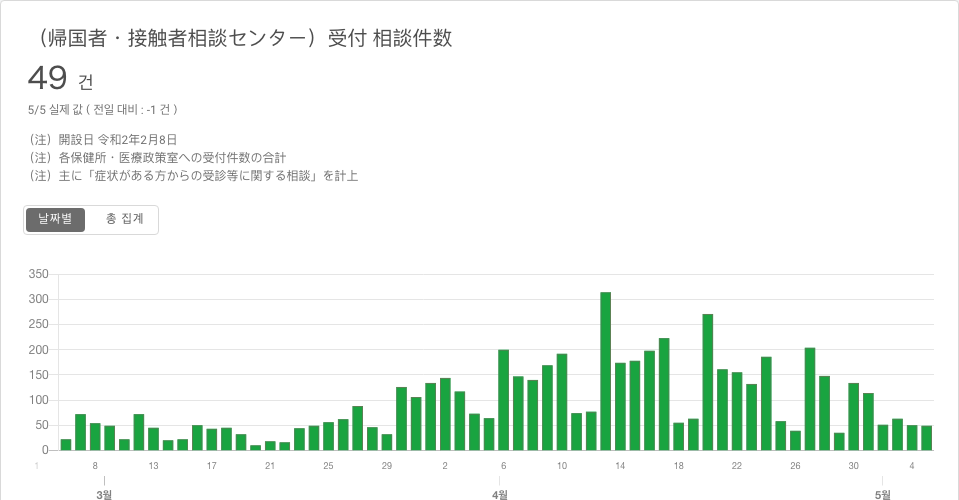 （帰国者・接触者相談センター）受付 相談件数
49 건
5/5 실제 값 ( 전일 대비 : -1 건 )
（注）開設日 令和2年2月8日
（注）各保健所・医療政策室への受付件数の合計
（注）主に「症状がある方からの受診等に関する相談」を計上
날짜별 총 집계
350
300
250
200
150
100
50
0
1 8 13 17 21 25 29 2 6 10 14 18 22 26 30 4
3월 4월 5월